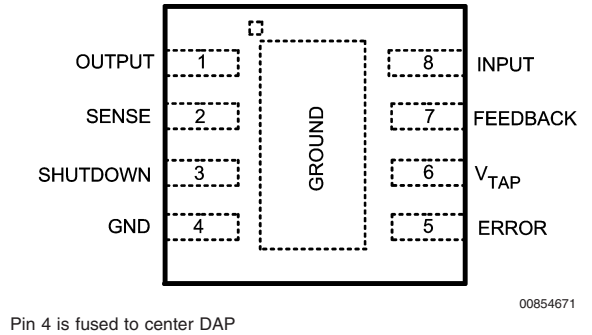 OUTPUT 1 8 INPUT
SENSE 2 7 FEEDBACK
GROUND
SHUTDOWN 3 6 VTAP
GND 4 5 ERROR
00854671
Pin 4 is fused to center DAP